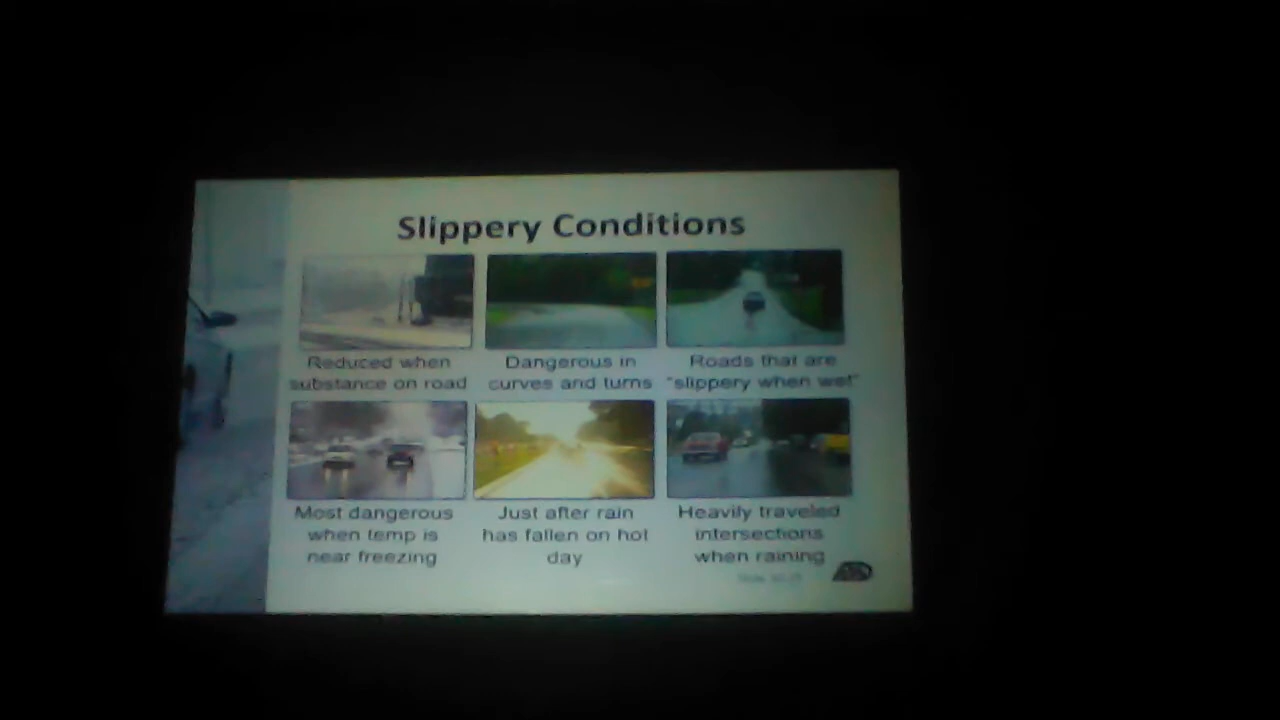 Slippery Conditions
Reduced when
substance on road
Dangerous in
curves and turns
Roads that are
"slippery when wet"
Most dangerous
when temp is
near freezing
Just after rain
has fallen on hot
day
Heavily traveled
intersections
when raining